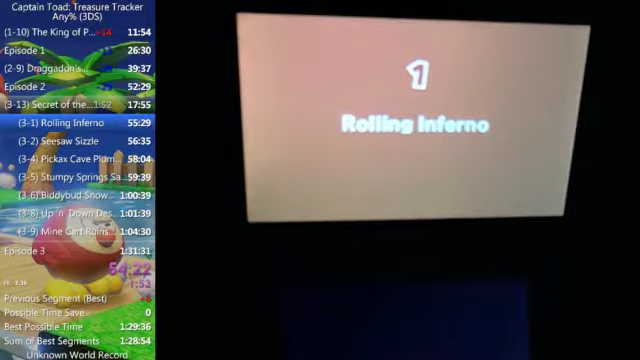 Captain Toad: Treasure Tracker
Any% (3DS)
(1-10) The King of P... +14 11:54
Episode 1 26:30
(2-9) Draggadon's... 39:37
Episode 2 52:29
(3-13) Secret of the... 1:52 17:55
(3-1) Rolling Inferno 55:29
(3-2) Seesaw Sizzle 56:35
(3-4) Pickax Cave Plum... 58:04
(3-5) Stumpy Springs Sa... 59:39
(3-6) Biddybud Snow... 1:00:39
(3-8) Up 'n' Down Des... 1:01:39
(3-9) Mine Cart Ruins... 1:04:30
Episode 3 1:31:31
54:22
1:53
Previous Segment (Best)
Possible Time Save 0
Best Possible Time 1:29:36
Sum of Best Segments 1:28:54
Unknown World Record
1
Rolling Inferno